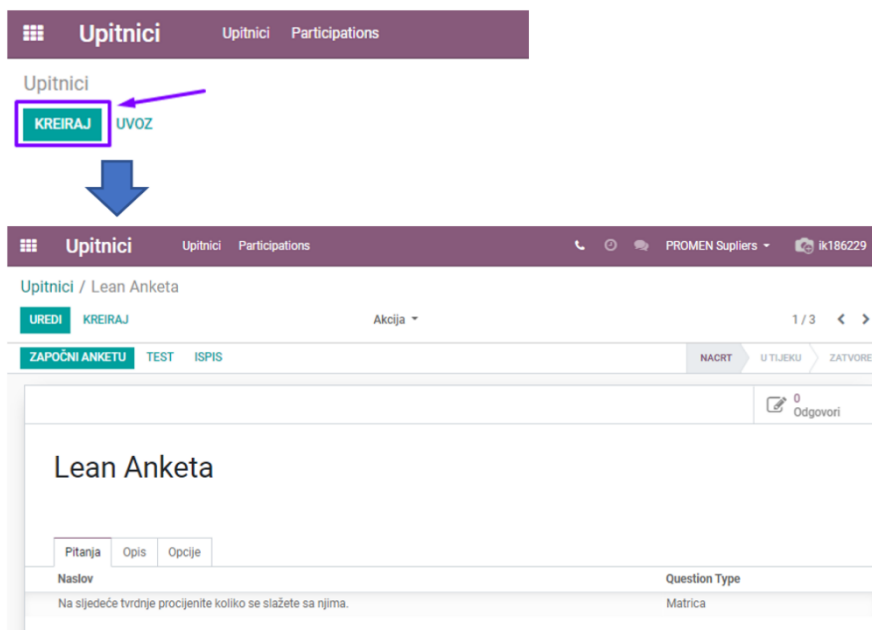 Upitnici Upitnici Participations
Upitnici
KREIRAJ UVOZ
Upitnici Upitnici Participations PROMEN Supliers ik186229
Upitnici / Lean Anketa
UREDI KREIRAJ Akcija 1 / 3
ZAPOČNI ANKETU TEST ISPIS NACRT U TIJEKU ZATVORE
0
Odgovori
Lean Anketa
Pitanja Opis Opcije
Naslov Question Type
Na sljedeće tvrdnje procijenite koliko se slažete sa njima. Matrica